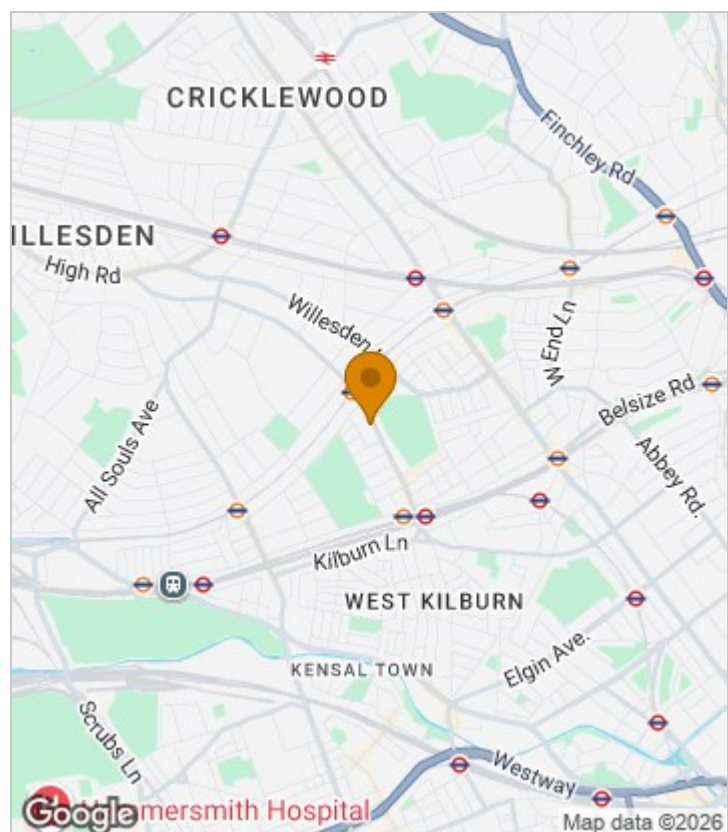 CRICKLEWOOD
Finchley Rd
ILLESDEN
High Rd
Willesden
W End Ln
Belsize Rd
All Souls Ave
Abbey Rd.
Kilburn Ln
WEST KILBURN
Elgin Ave.
KENSAL TOWN
Scrubs Ln
Westway
Google
mmersmith Hospital
Map data ©2026